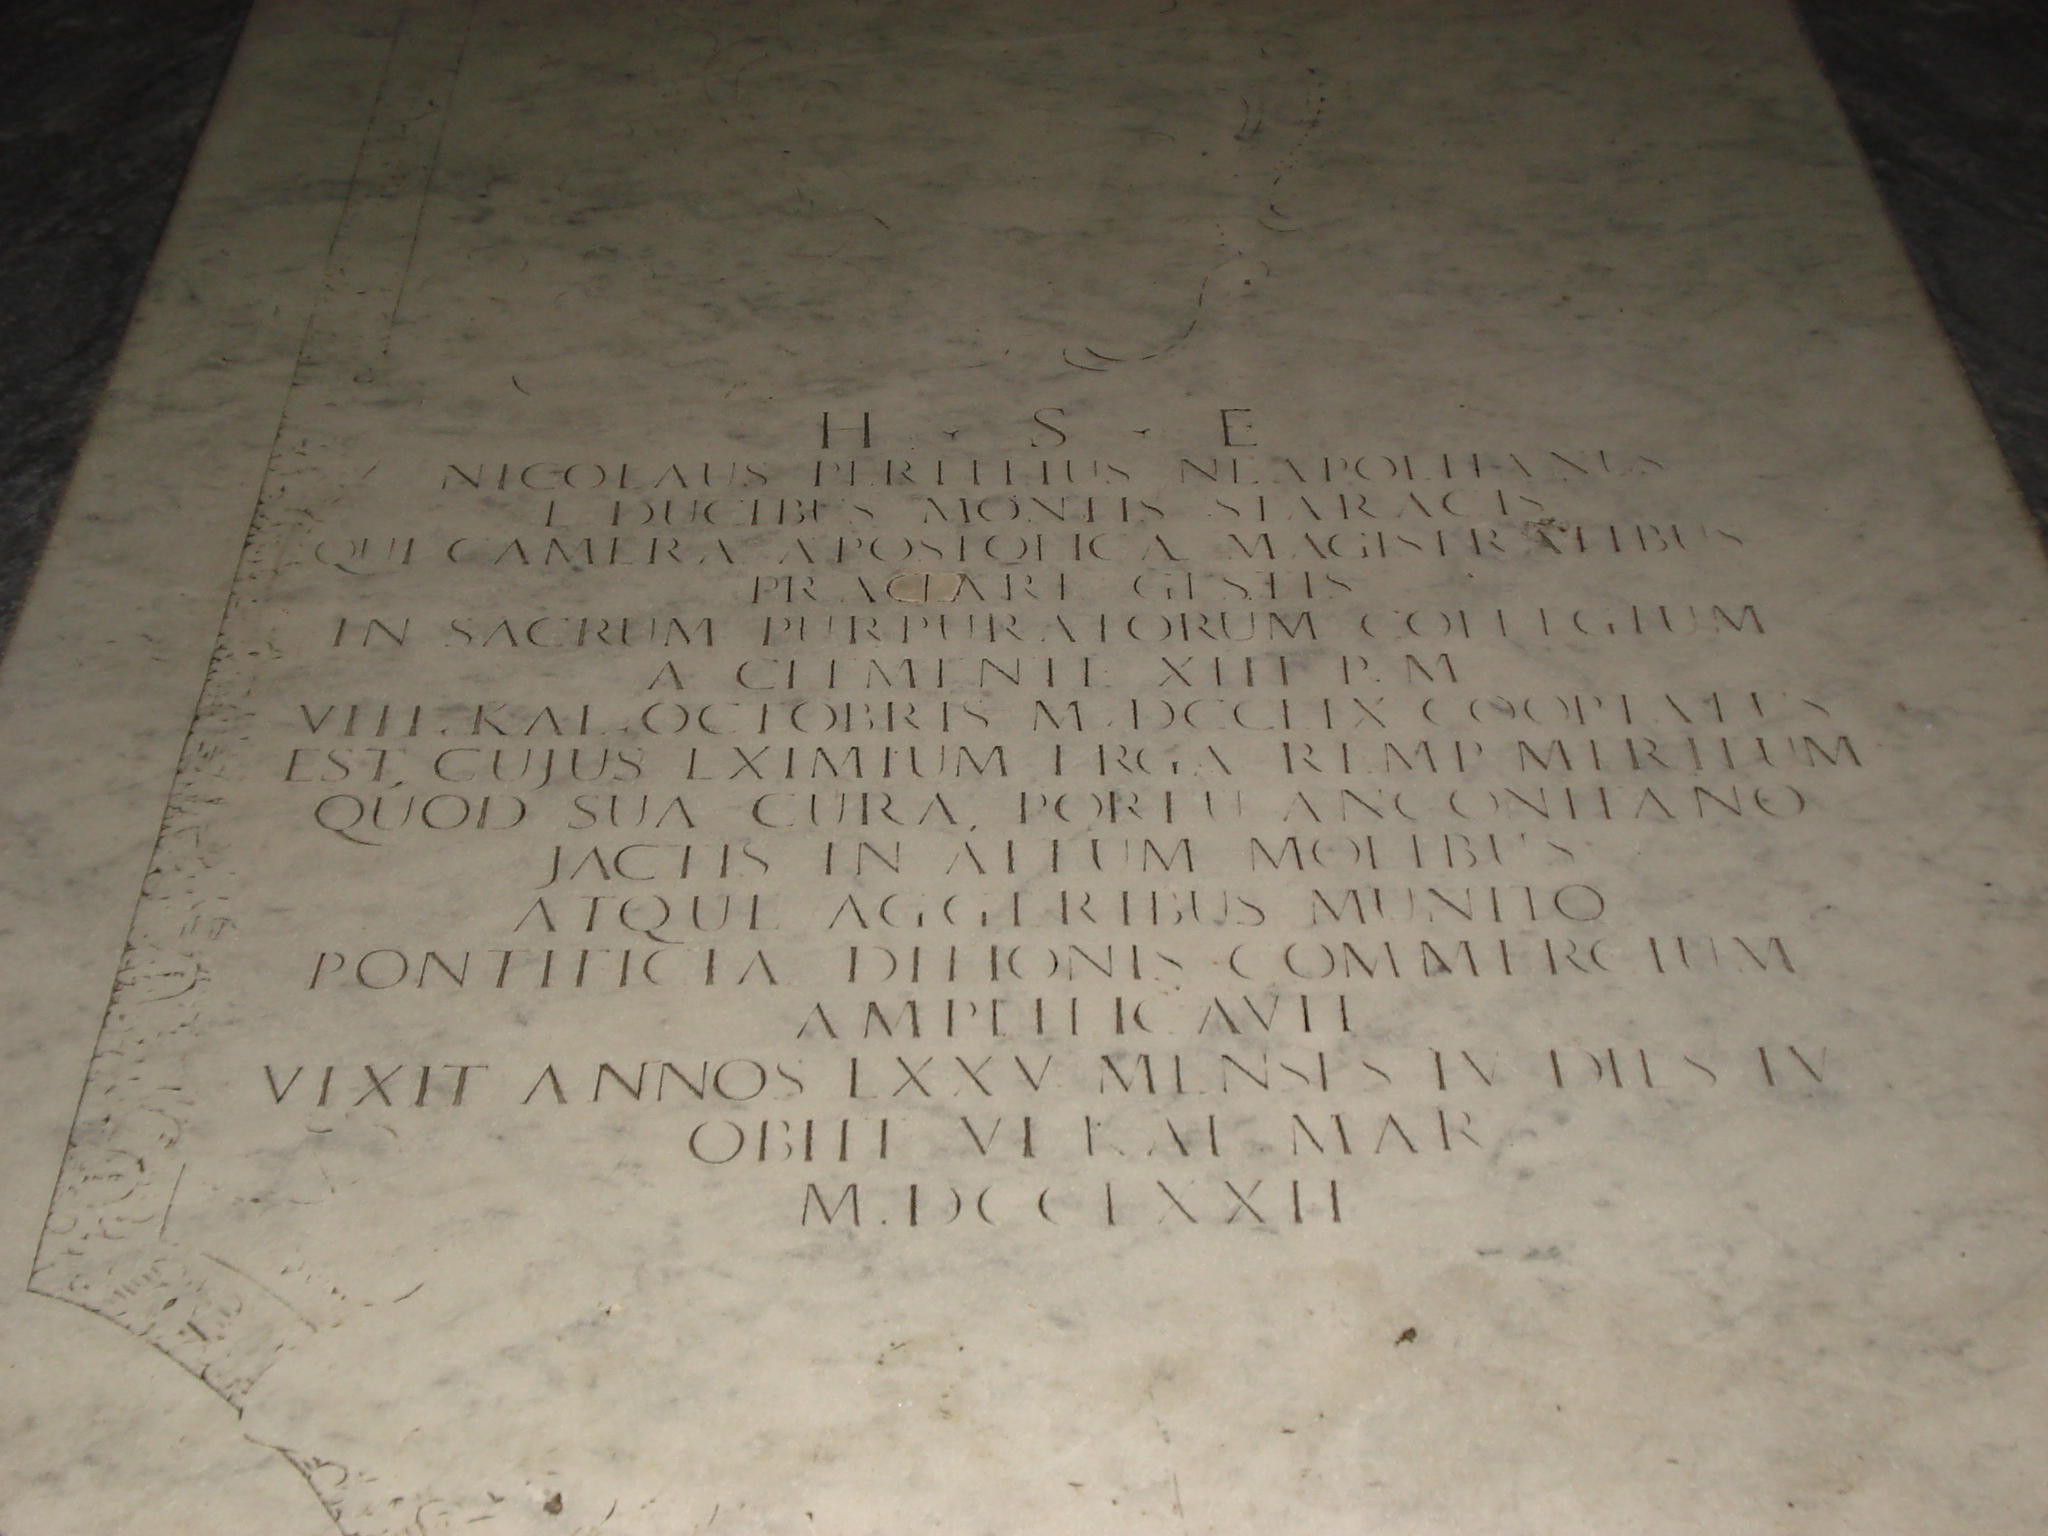 H · S · E
NICOLAUS PERRELLIUS NEAPOLITANUS
E DUCIBUS MONTIS STARACIS
QUI CAMERA APOSTOLICA MAGISTRATIBUS
PRAECLARE GESTIS
IN SACRUM PURPURATORUM COLLEGIUM
A CLEMENTE XIII P. M
VIII. KAL. OCTOBRIS M. DCCLIX COOPTATUS
EST, CUJUS EXIMIUM ERGA REMP MERITUM
QUOD SUA CURA, PORTU ANCONITANO
JACTIS IN ALTUM MOLIBUS
ATQUE AGGERIBUS MUNITO
PONTIFICIA DITIONIS COMMERCIUM
AMPLIFICAVIT
VIXIT ANNOS LXXV MENSES IV DIES IV
OBIIT VI KAL MAR
M. DCCLXXII